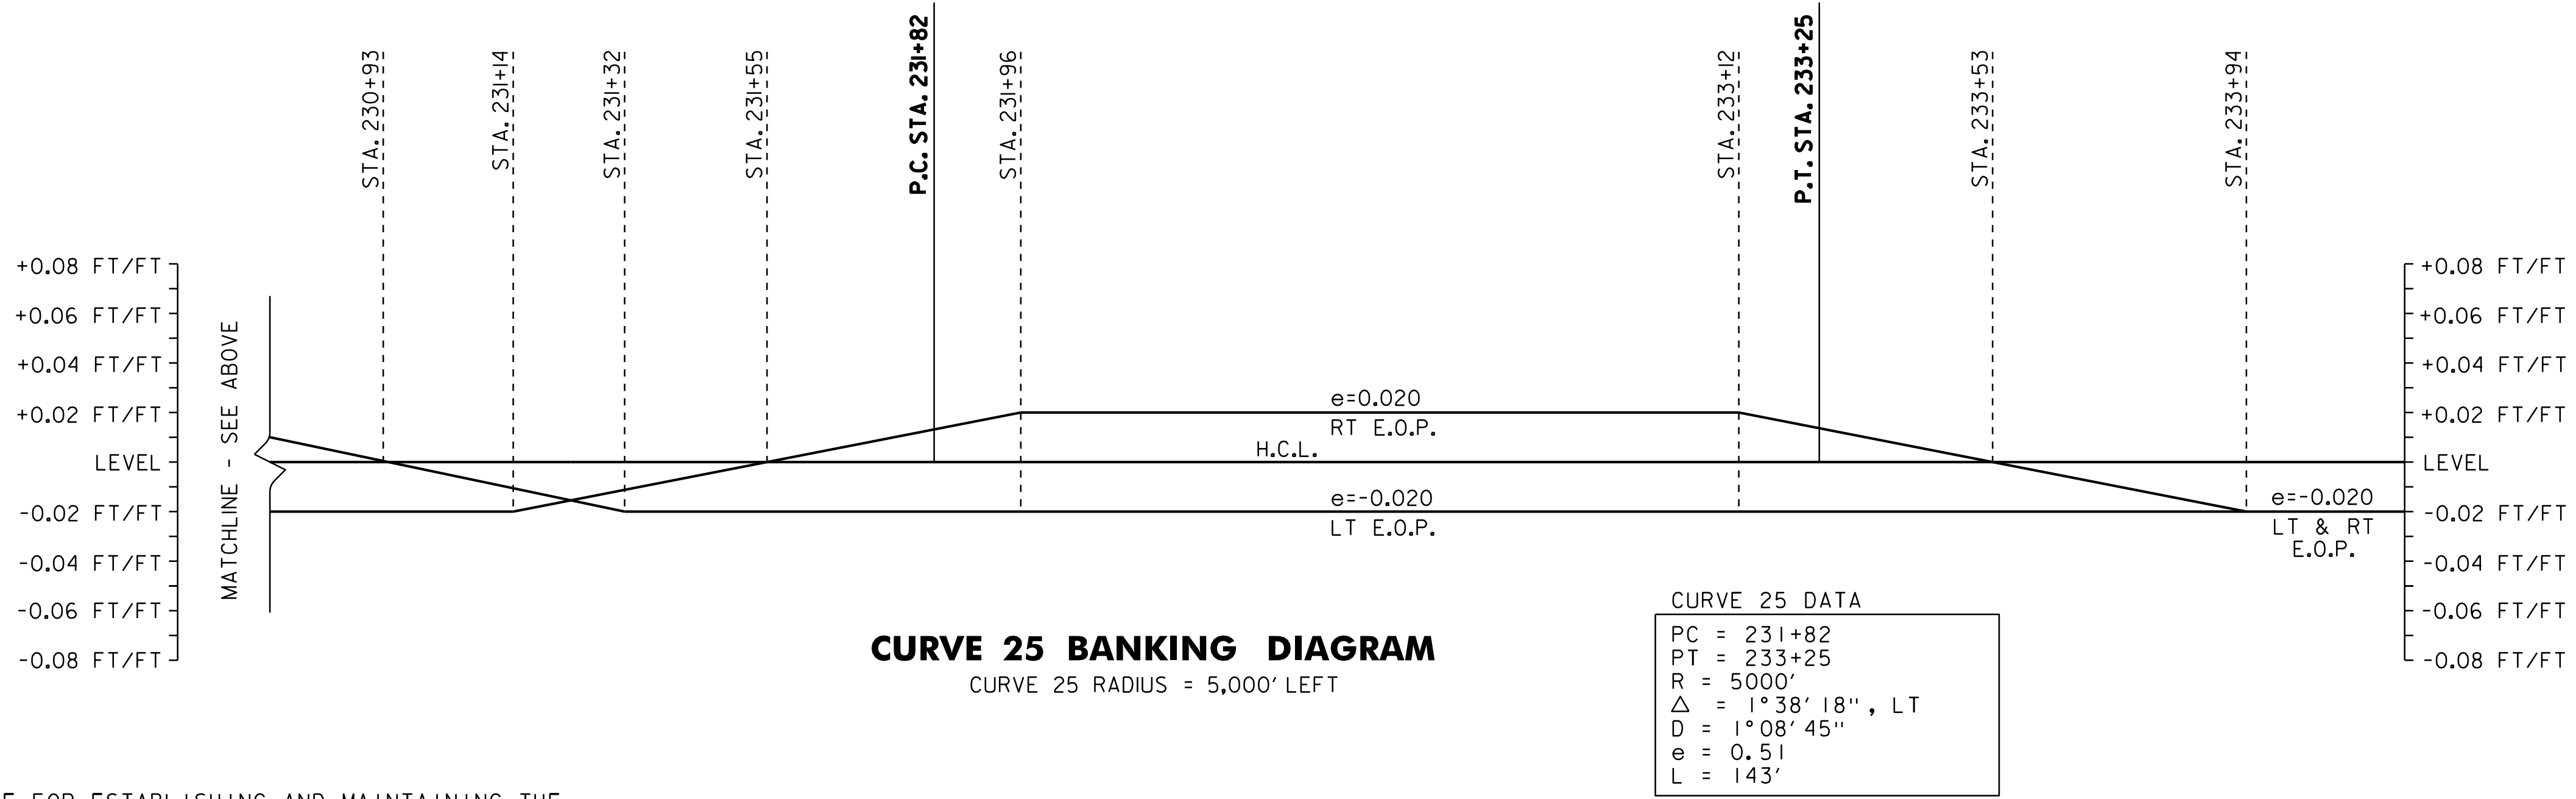 STA. 230+93
STA. 231+14
STA. 231+32
STA. 231+55
P.C. STA. 231+82
STA. 231+96
STA. 233+12
P.T. STA. 233+25
STA. 233+53
STA. 233+94
+0.08 FT/FT
+0.06 FT/FT
+0.04 FT/FT
+0.02 FT/FT
LEVEL
-0.02 FT/FT
-0.04 FT/FT
-0.06 FT/FT
-0.08 FT/FT
MATCHLINE - SEE ABOVE
e=0.020
RT E.O.P.
H.C.L.
e=-0.020
LT E.O.P.
e=-0.020
LT & RT
E.O.P.
+0.08 FT/FT
+0.06 FT/FT
+0.04 FT/FT
+0.02 FT/FT
LEVEL
-0.02 FT/FT
-0.04 FT/FT
-0.06 FT/FT
-0.08 FT/FT
CURVE 25 BANKING DIAGRAM
CURVE 25 RADIUS = 5,000' LEFT
CURVE 25 DATA
PC = 231+82
PT = 233+25
R = 5000'
△ = 1°38'18", LT
D = 1°08'45"
e = 0.51
L = 143'
FOR ESTABLISHING AND MAINTAINING THE